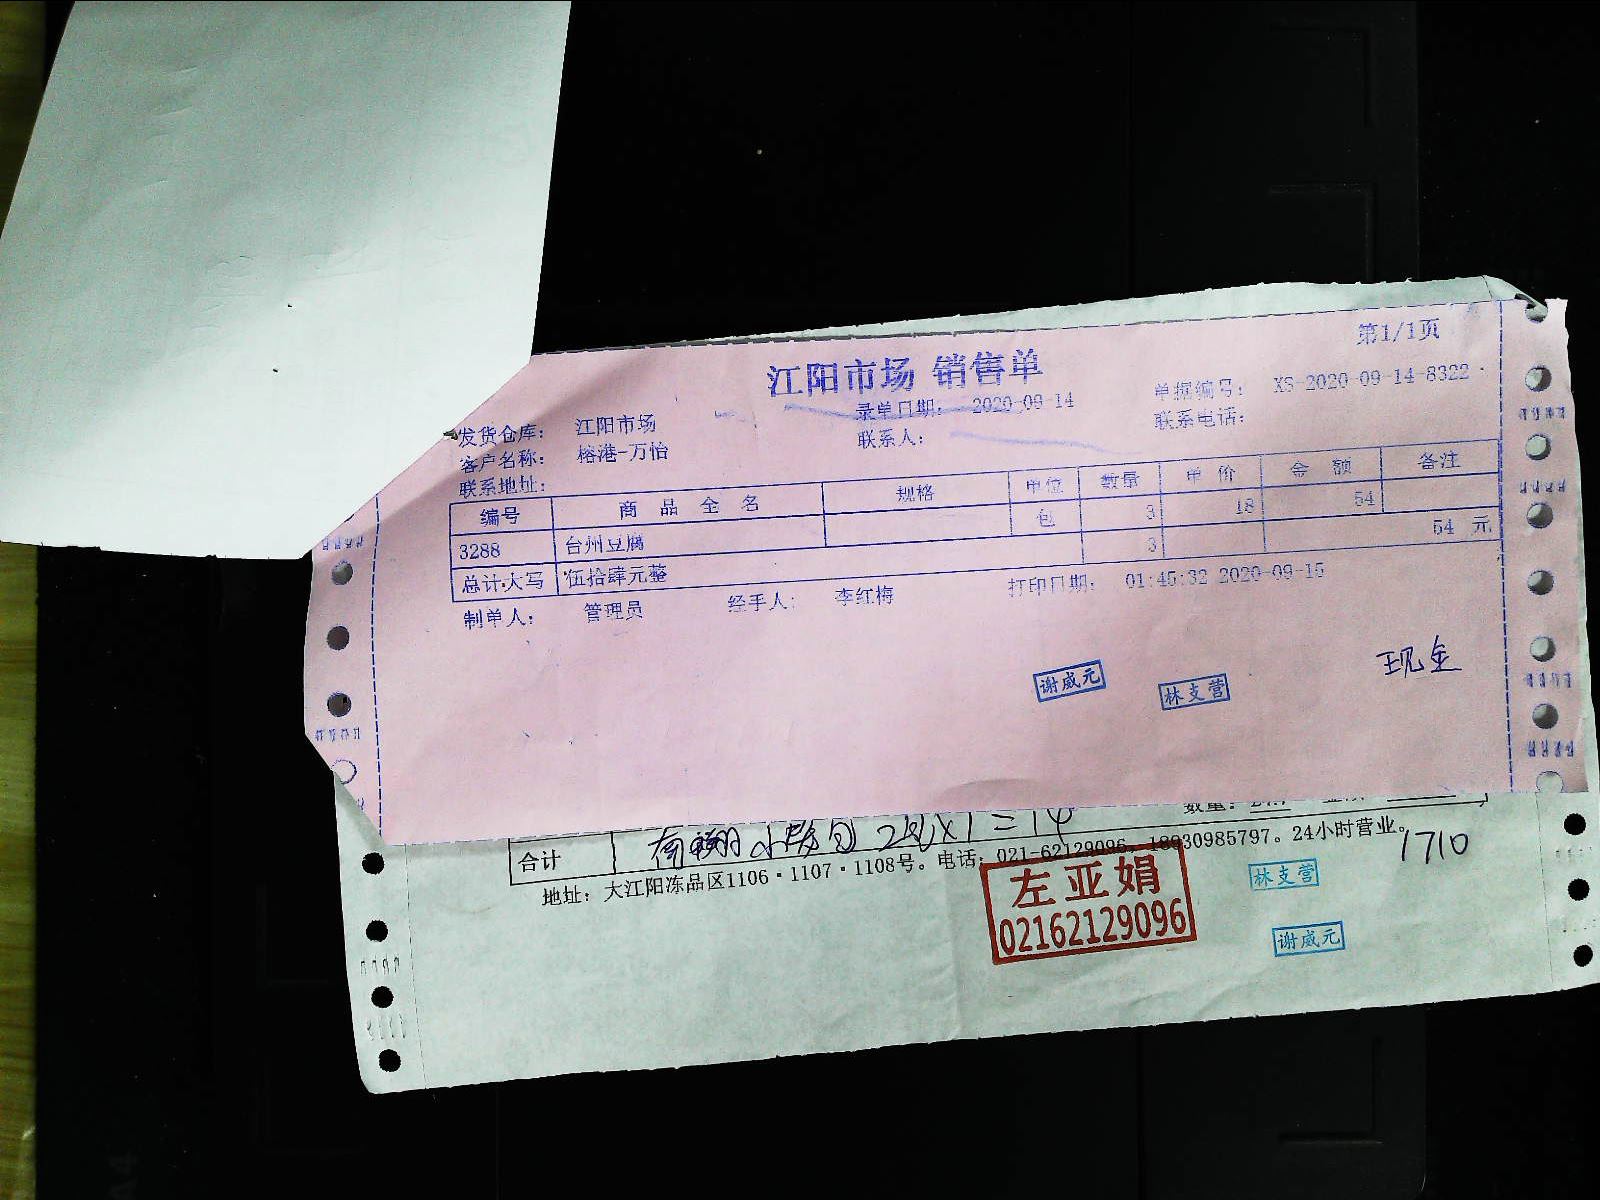 第1/1页
江阳市场 销售单
发货仓库： 江阳市场 录单日期： 2020-09-14 单据编号： XS-2020-09-14-8322
客户名称： 榕港-万怡 联系人： 联系电话：
联系地址：
编号 商品全名 规格 单位 数量 单价 金额 备注
3288 台州豆腐 包 3 18 54
总计大写 伍拾肆元整 3 54 元
制单人： 管理员 经手人： 李红梅 打印日期： 01:45:32 2020-09-15
现金
谢威元
林支营
数量：
合计
地址：大江阳冻品区1106·1107·1108号。电话：021-62129096，18930985797。24小时营业。
1710
左亚娟
02162129096
林支营
谢威元